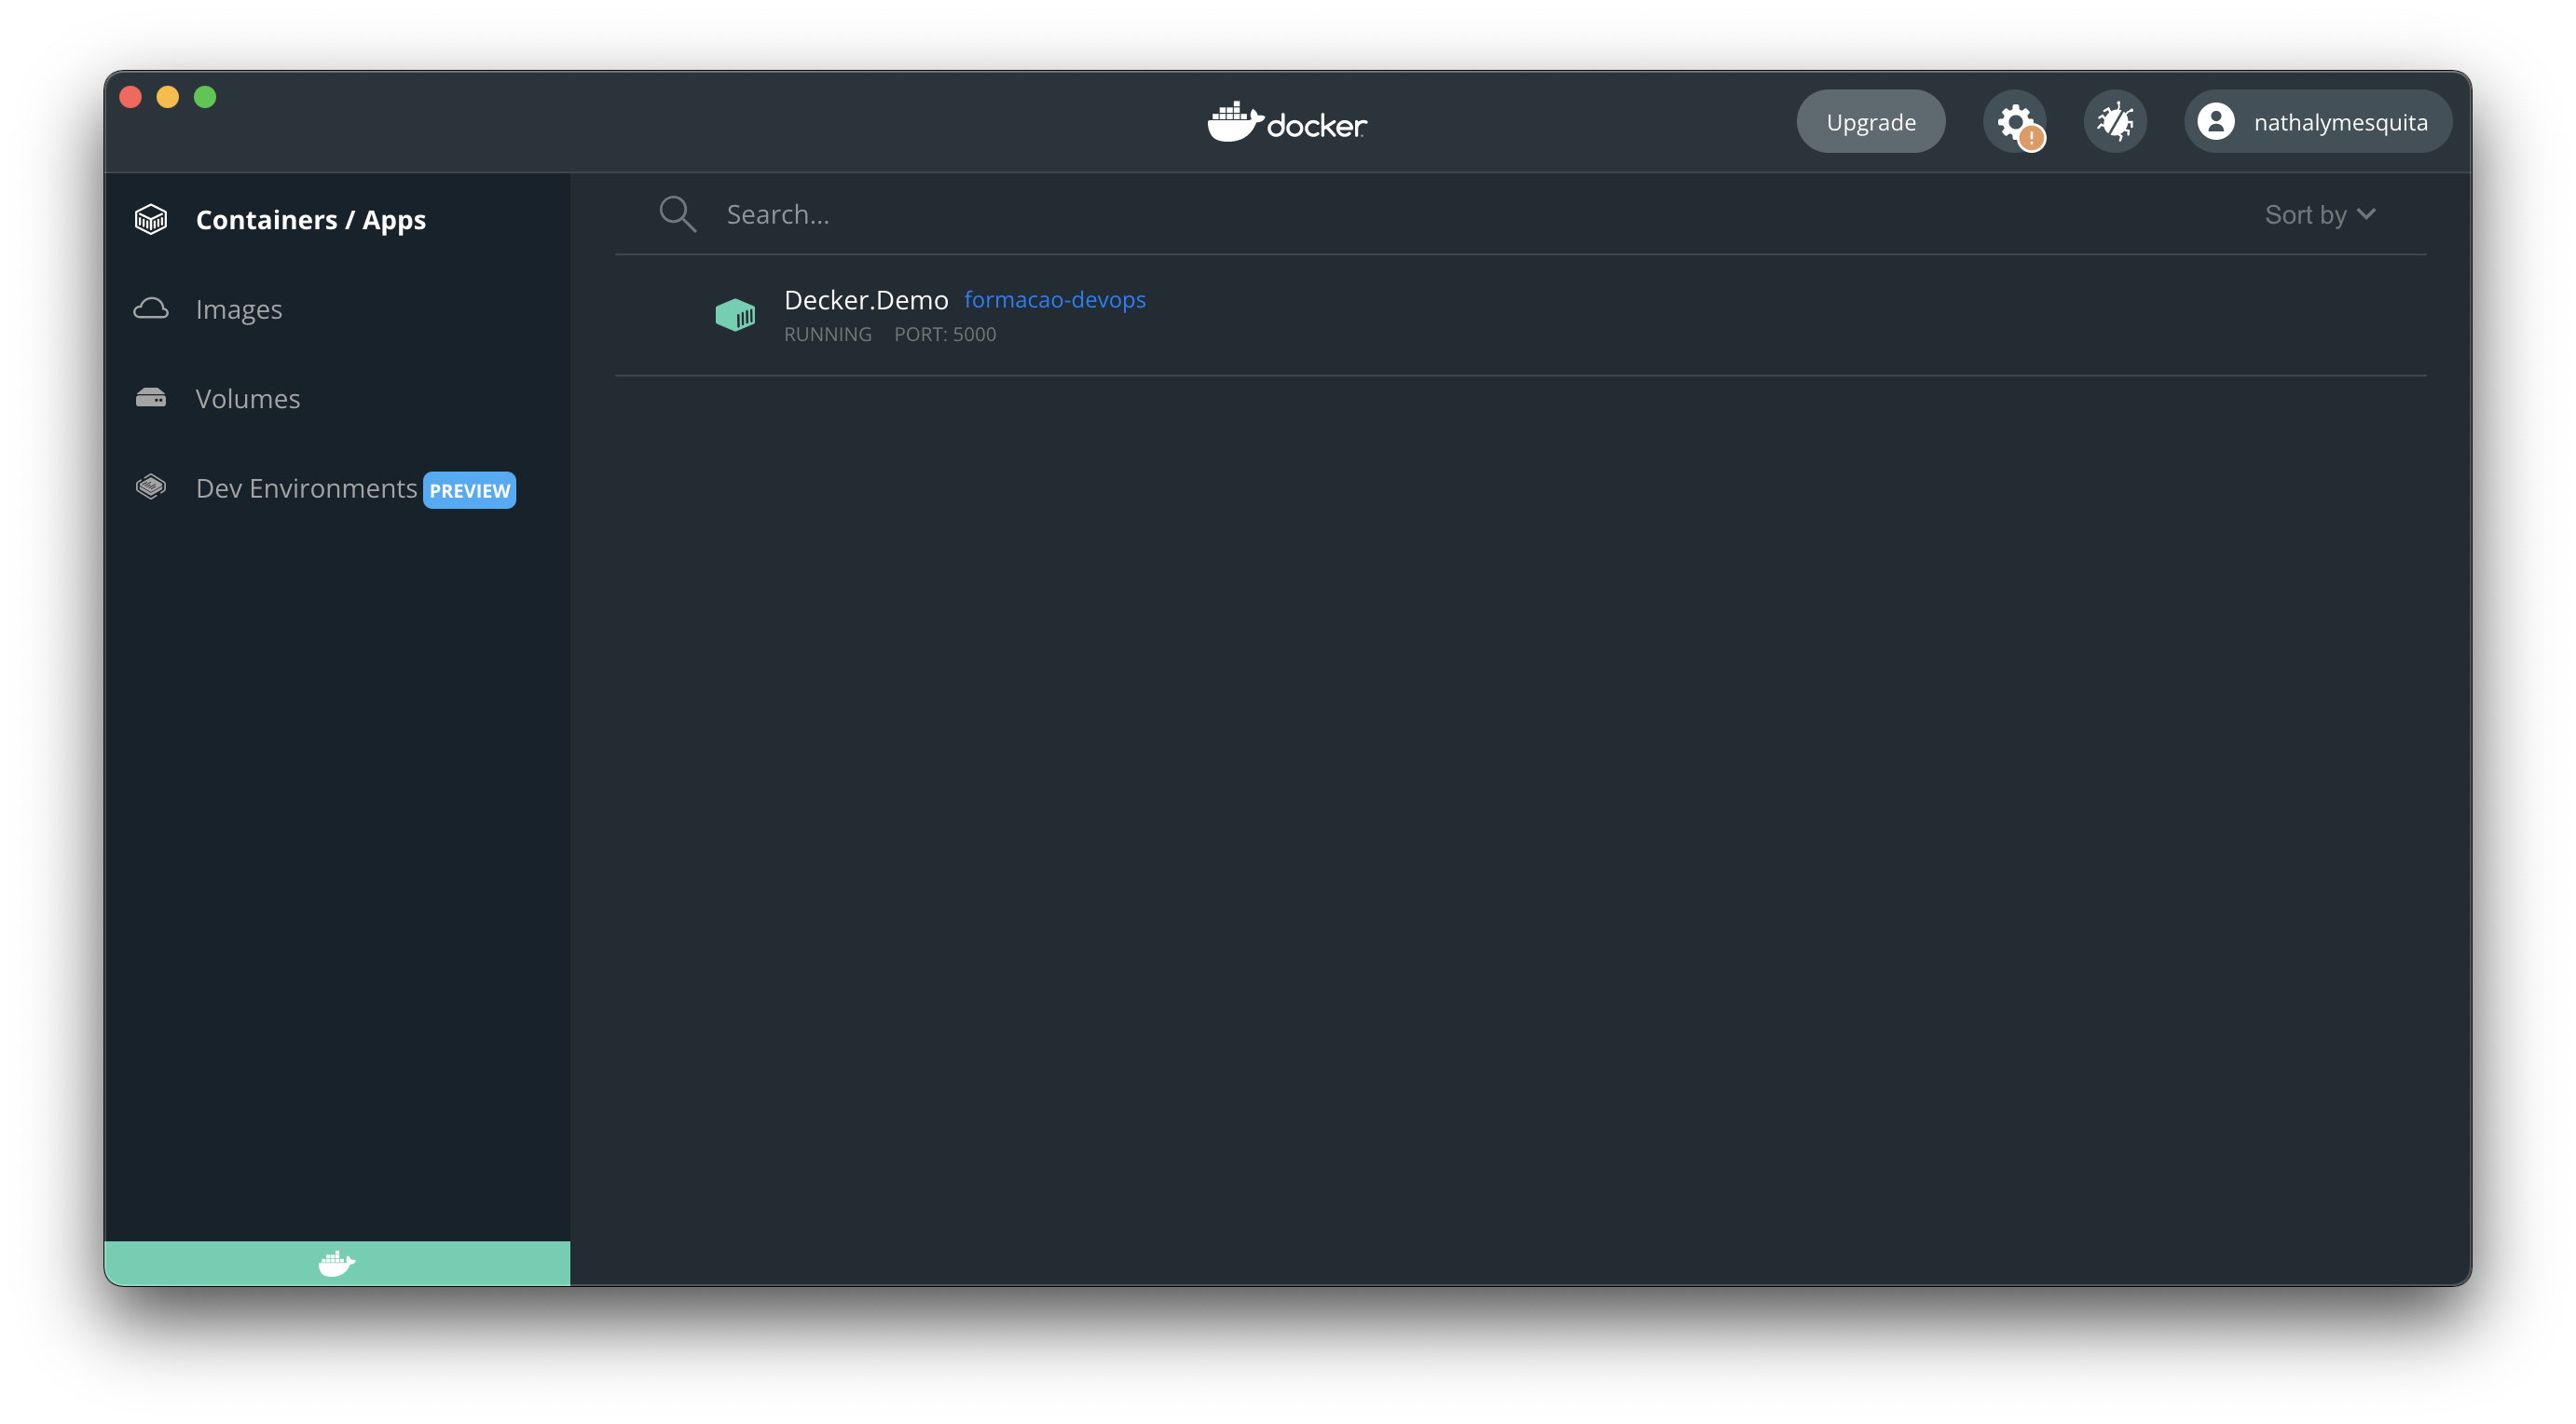 docker
Upgrade
nathalymesquita
Containers / Apps
Images
Volumes
Dev Environments PREVIEW
Search...
Sort by
Decker.Demo formacao-devops
RUNNING PORT: 5000